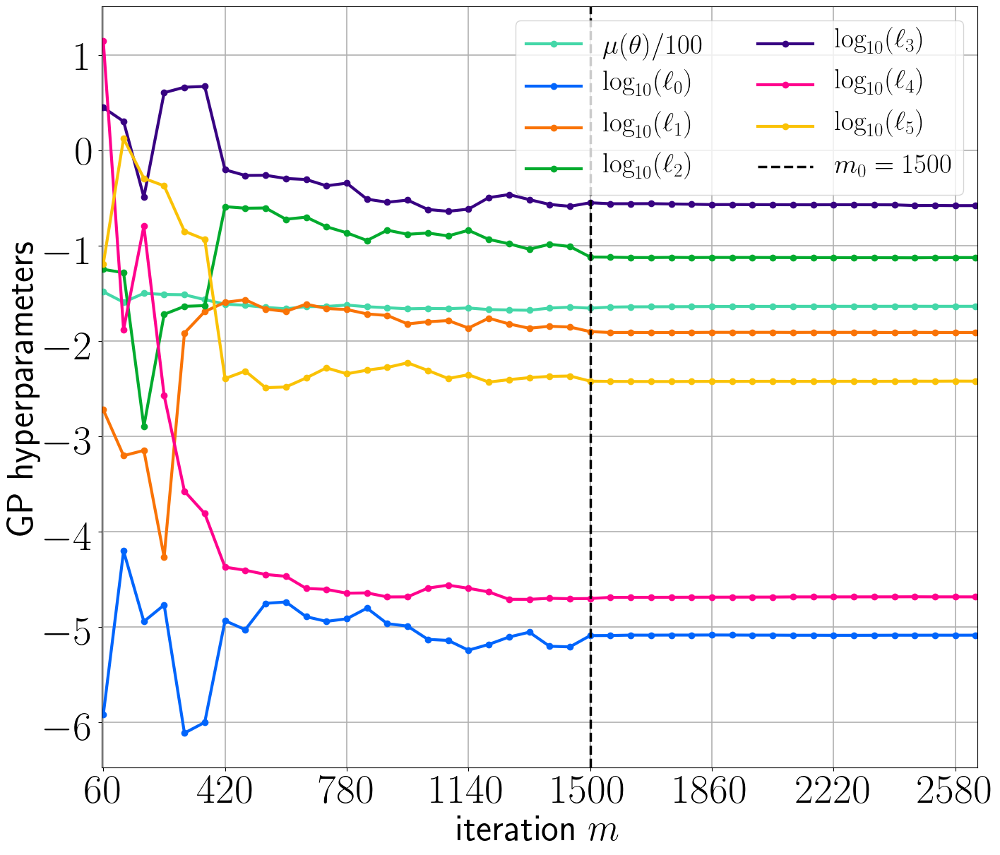 GP hyperparameters
1
0
−1
−2
−3
−4
−5
−6
μ(θ)/100
log₁₀(ℓ₀)
log₁₀(ℓ₁)
log₁₀(ℓ₂)
log₁₀(ℓ₃)
log₁₀(ℓ₄)
log₁₀(ℓ₅)
m₀ = 1500
60 420 780 1140 1500 1860 2220 2580
iteration m